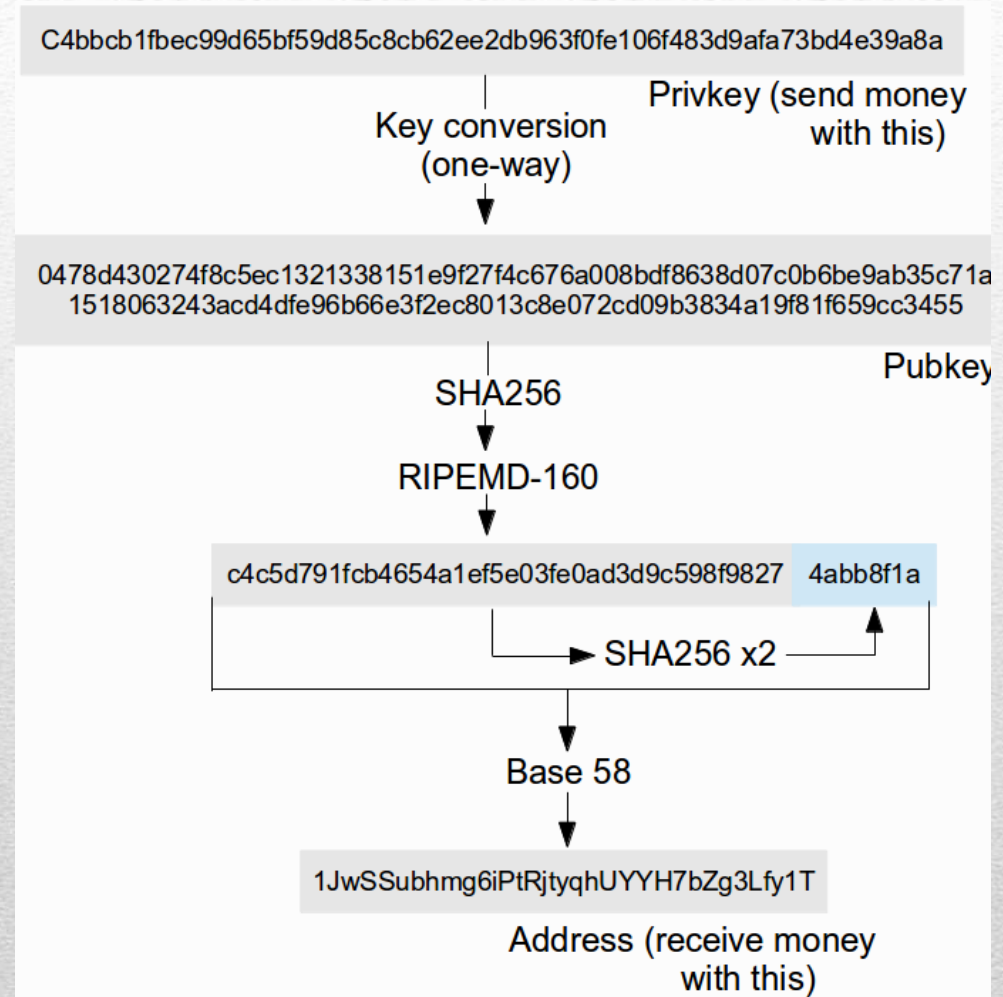 C4bbcb1fbec99d65bf59d85c8cb62ee2db963f0fe106f483d9afa73bd4e39a8a
Privkey (send money
with this)
Key conversion
(one-way)
0478d430274f8c5ec1321338151e9f27f4c676a008bdf8638d07c0b6be9ab35c71a
1518063243acd4dfe96b66e3f2ec8013c8e072cd09b3834a19f81f659cc3455
Pubkey
SHA256
RIPEMD-160
c4c5d791fcb4654a1ef5e03fe0ad3d9c598f9827 4abb8f1a
SHA256 x2
Base 58
1JwSSubhmg6iPtRjtyqhUYYH7bZg3Lfy1T
Address (receive money
with this)